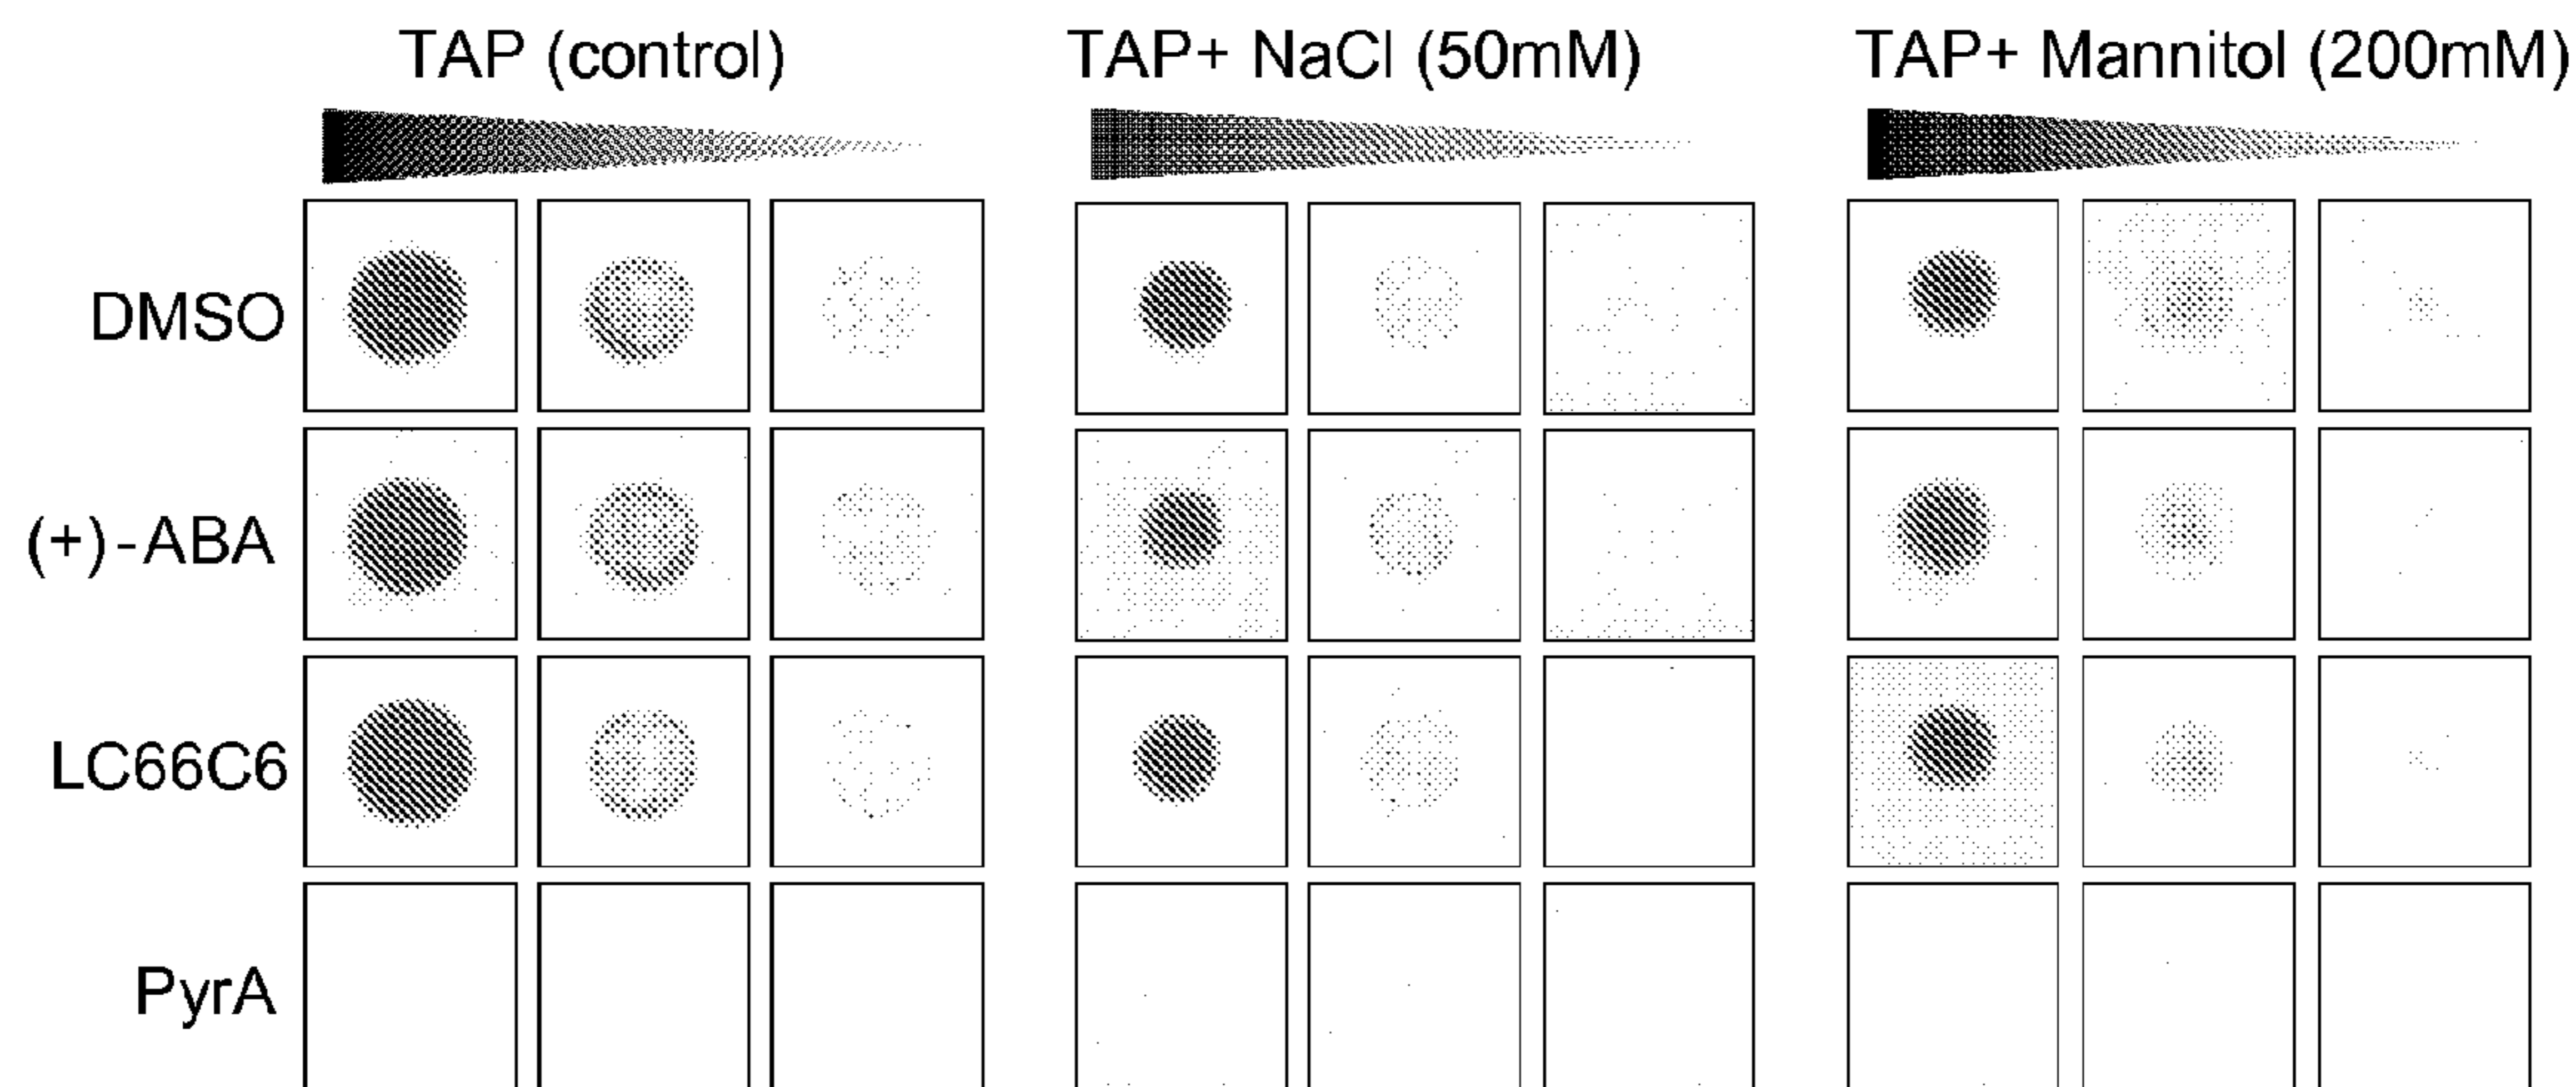 TAP (control)
TAP+ NaCl (50mM)
TAP+ Mannitol (200mM)
DMSO
(+)-ABA
LC66C6
PyrA